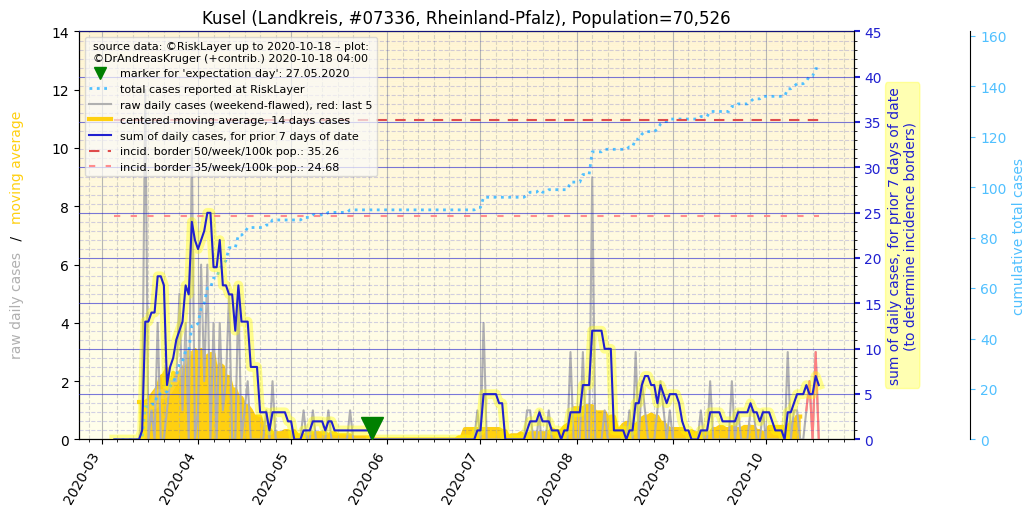 Kusel (Landkreis, #07336, Rheinland-Pfalz), Population=70,526
source data: ©RiskLayer up to 2020-10-18 – plot:
©DrAndreasKruger (+contrib.) 2020-10-18 04:00
marker for 'expectation day': 27.05.2020
total cases reported at RiskLayer
raw daily cases (weekend-flawed), red: last 5
centered moving average, 14 days cases
sum of daily cases, for prior 7 days of date
incid. border 50/week/100k pop.: 35.26
incid. border 35/week/100k pop.: 24.68
raw daily cases / moving average
14
12
10
8
6
4
2
0
45
40
35
30
25
20
15
10
5
0
sum of daily cases, for prior 7 days of date
(to determine incidence borders)
160
140
120
100
80
60
40
20
0
cumulative total cases
2020-03
2020-04
2020-05
2020-06
2020-07
2020-08
2020-09
2020-10